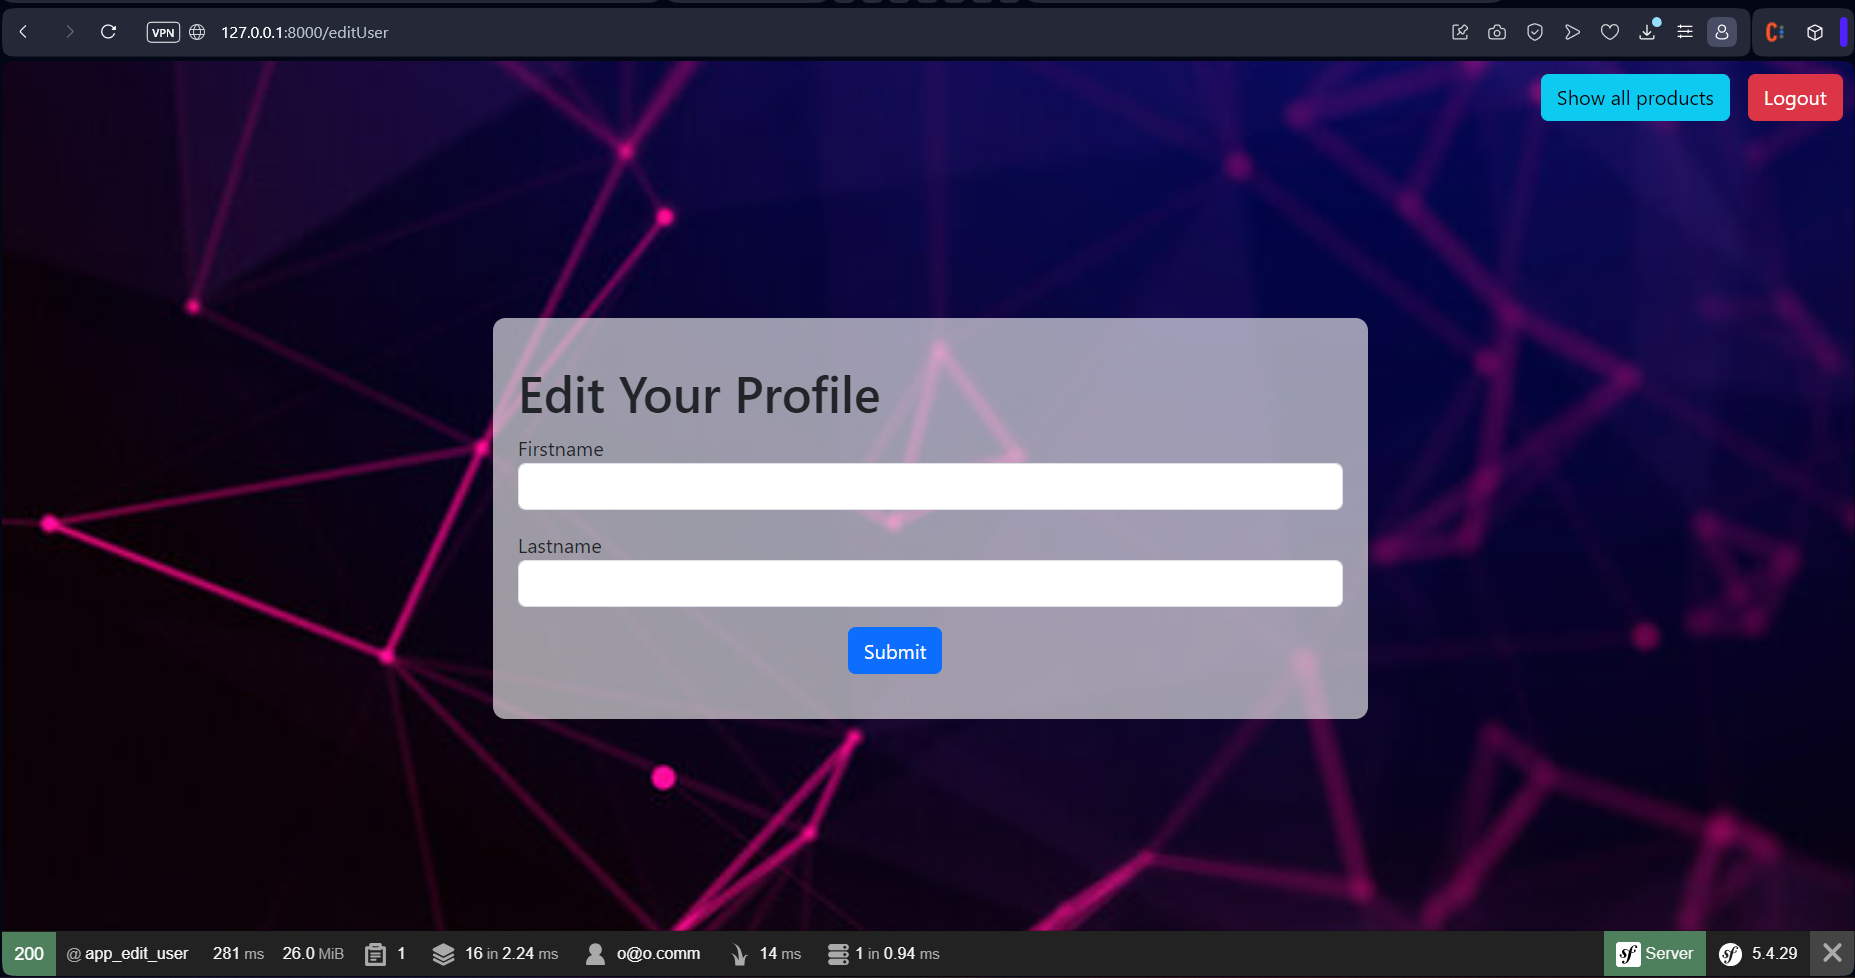 VPN 127.0.0.1:8000/editUser
Show all products Logout
Edit Your Profile
Firstname
Lastname
Submit
200 @ app_edit_user 281 ms 26.0 MiB 1 16 in 2.24 ms o@o.comm 14 ms 1 in 0.94 ms sf Server sf 5.4.29